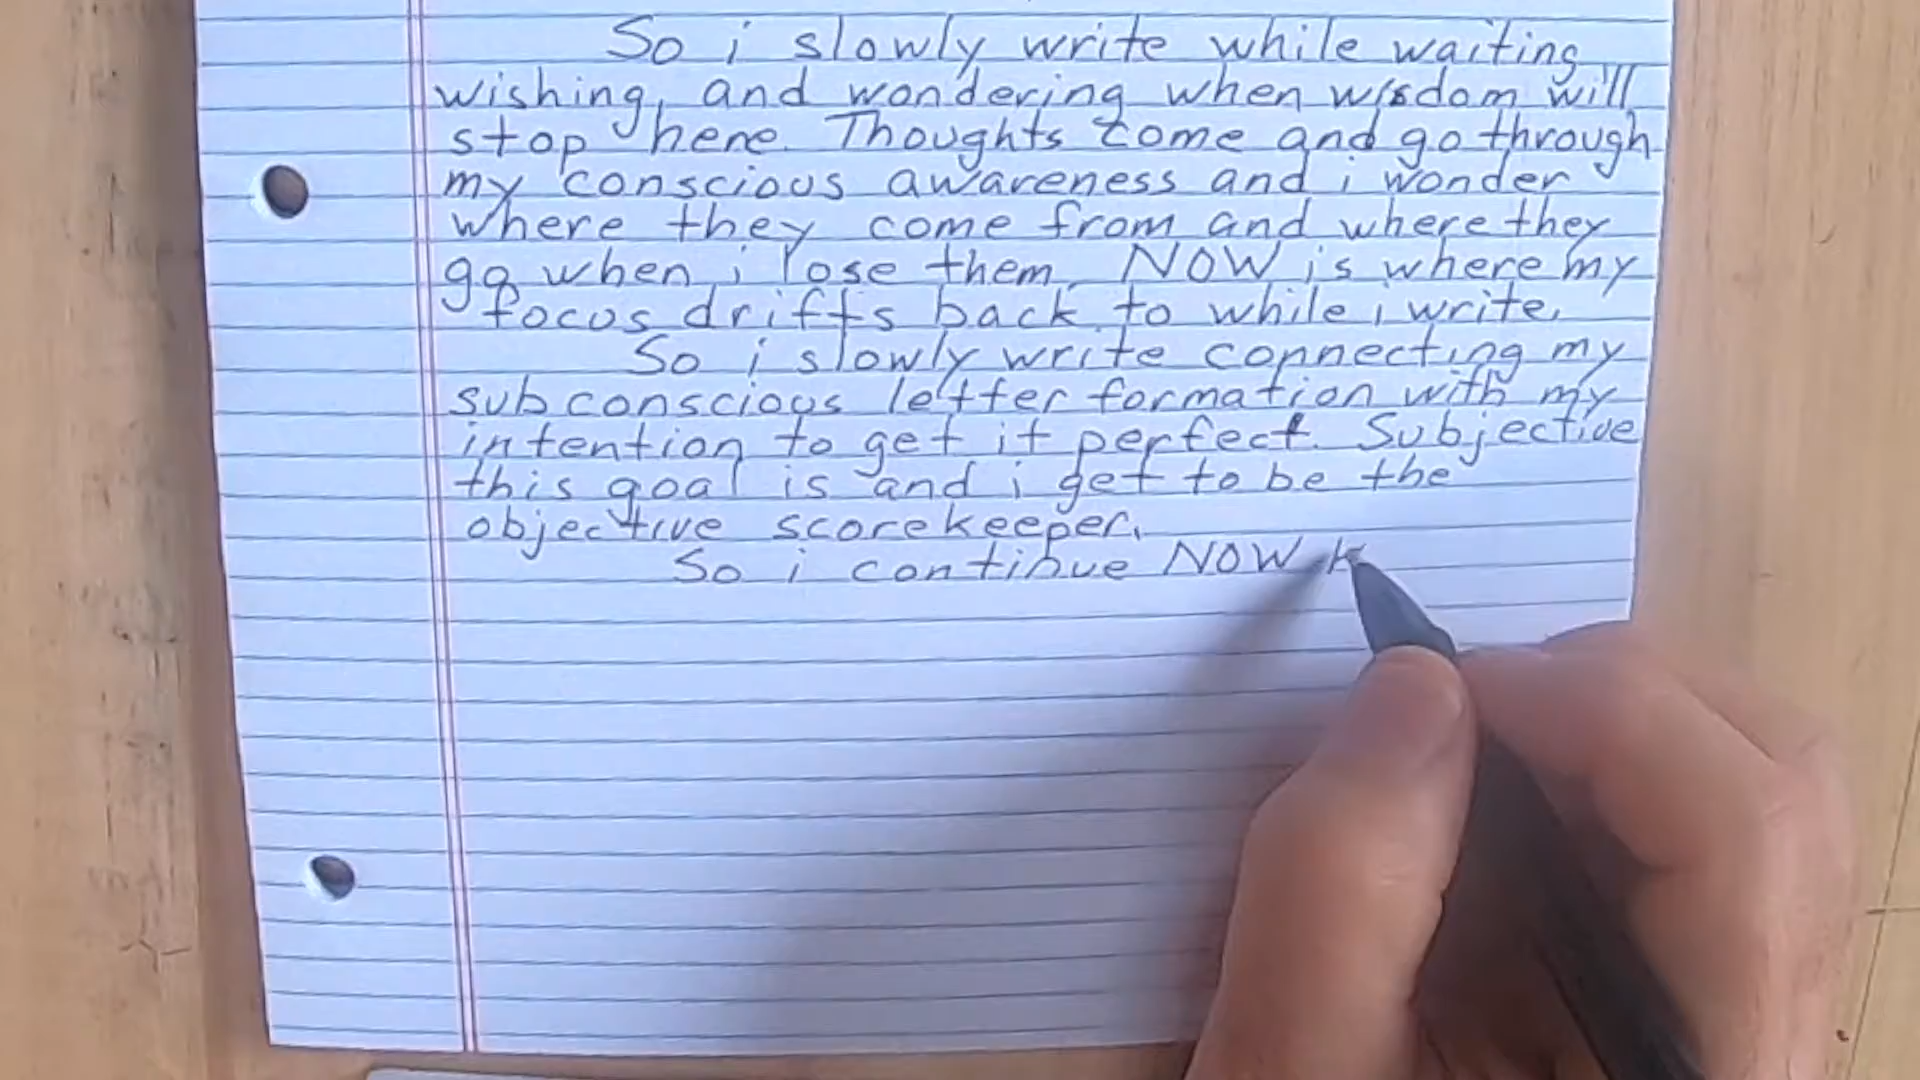 So i slowly write while waiting
wishing, and wondering when wisdom will
stop here. Thoughts come and go through
my conscious awareness and i wonder
where they come from and where they
go when i lose them. NOW is where my
focus drifts back to while i write.
So i slowly write connecting my
subconscious letter formation with my
intention to get it perfect. Subjective
this goal is and i get to be the
objective scorekeeper.
So i continue NOW k